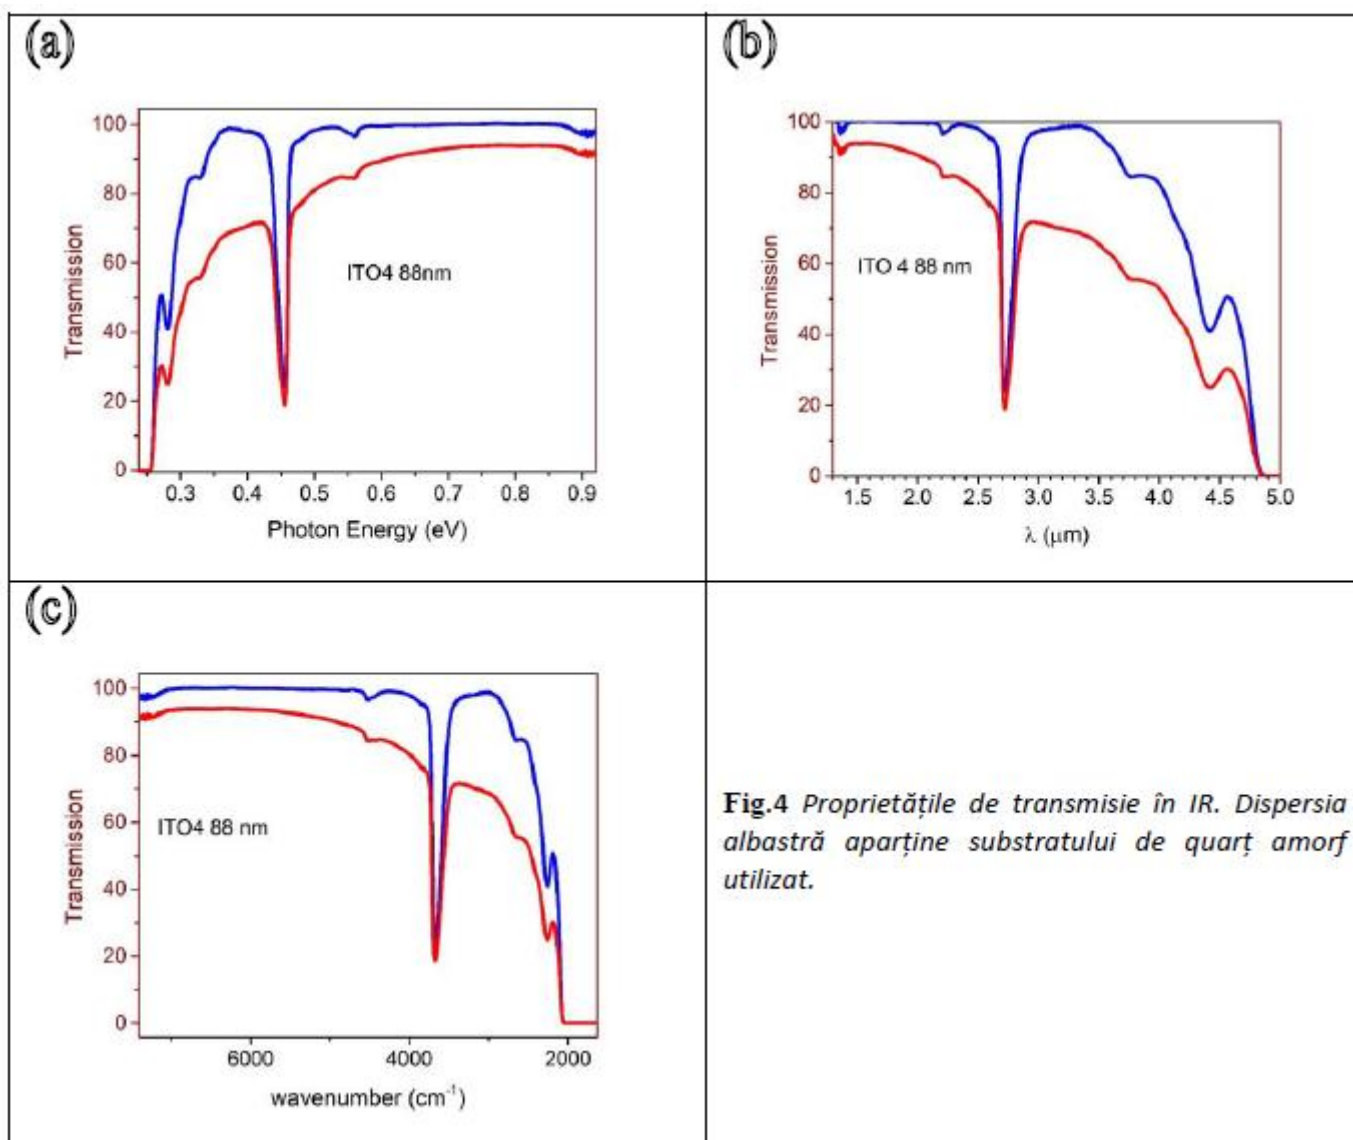 (a)
Transmission
100
80
60
40
20
0
ITO4 88nm
0.3 0.4 0.5 0.6 0.7 0.8 0.9
Photon Energy (eV)
(b)
Transmission
100
80
60
40
20
0
ITO 4 88 nm
1.5 2.0 2.5 3.0 3.5 4.0 4.5 5.0
λ (μm)
(c)
Transmission
100
80
60
40
20
0
ITO4 88 nm
6000 4000 2000
wavenumber (cm⁻¹)
Fig.4 Proprietățile de transmisie în IR. Dispersia
albastră aparține substratului de quarț amorf
utilizat.